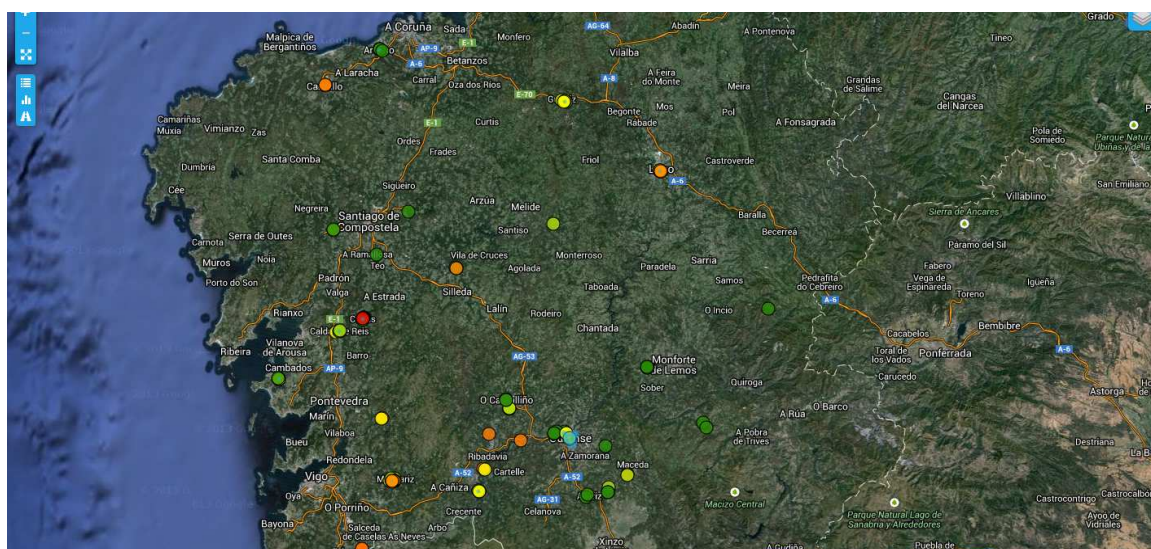 A Coruña
Sada
Monfero
AG-64
Abadín
A Pontenova
Grado
Tineo
Malpica de
Bergantiños
AP-9
E-1
Betanzos
Vilalba
A-6
A Laracha
Carral
Oza dos Ríos
A-8
A Feira
do Monte
Meira
Grandas
de Salime
Cangas
del Narcea
E-70
Begonte
Mos
Pol
Rábade
A Fonsagrada
Camariñas
Muxia
Vimianzo
Zas
E-1
Curtis
Pola de
Somiedo
Parque Natural
Ubiñas y de la
Ordes
Frades
Santa Comba
Dumbría
Friol
Castroverde
Cee
Sigüeiro
A-6
San Emiliano
Villablino
Negreira
Arzúa
Melide
Baralla
Sierra de Ancares
Santiago de
Compostela
Santiso
Becerreá
Carnota
Serra de Outes
Muros
Noia
Teo
Vila de Cruces
Agolada
Monterroso
Paradela
Sarria
Samos
Páramo del Sil
Porto do Son
Padrón
Valga
Silleda
Taboada
Pedrafita
do Cebreiro
Fabero
Vega de
Espinareda
Igüeña
Toreno
A-6
A Estrada
Lalín
Rodeiro
O Incio
Rianxo
E-1
Chantada
Bembibre
Ribeira
Vilanova
de Arousa
Barro
AG-53
Cacabelos
Toral de
los Vados
Ponferrada
A-6
Cambados
AP-9
Monforte
de Lemos
Sober
Quiroga
Carucedo
Astorga
Pontevedra
Marín
O Barco
A Rúa
Bueu
Vilaboa
A Pobra
de Trives
Destriana
Redondela
Ribadavia
A Zamorana
Maceda
Vigo
A-52
Cartelle
A-52
Oya
A Cañiza
AG-31
Macizo Central
Castrocontrigo
Castrocalbón
O Porriño
Crecente
Celanova
Parque Natural Lago de
Sanabria y Alrededores
Ayoo de
Vidriales
Bayona
Salceda
de Caselas
As Neves
Arbo
Xinzo
A Gudiña
Puebla de